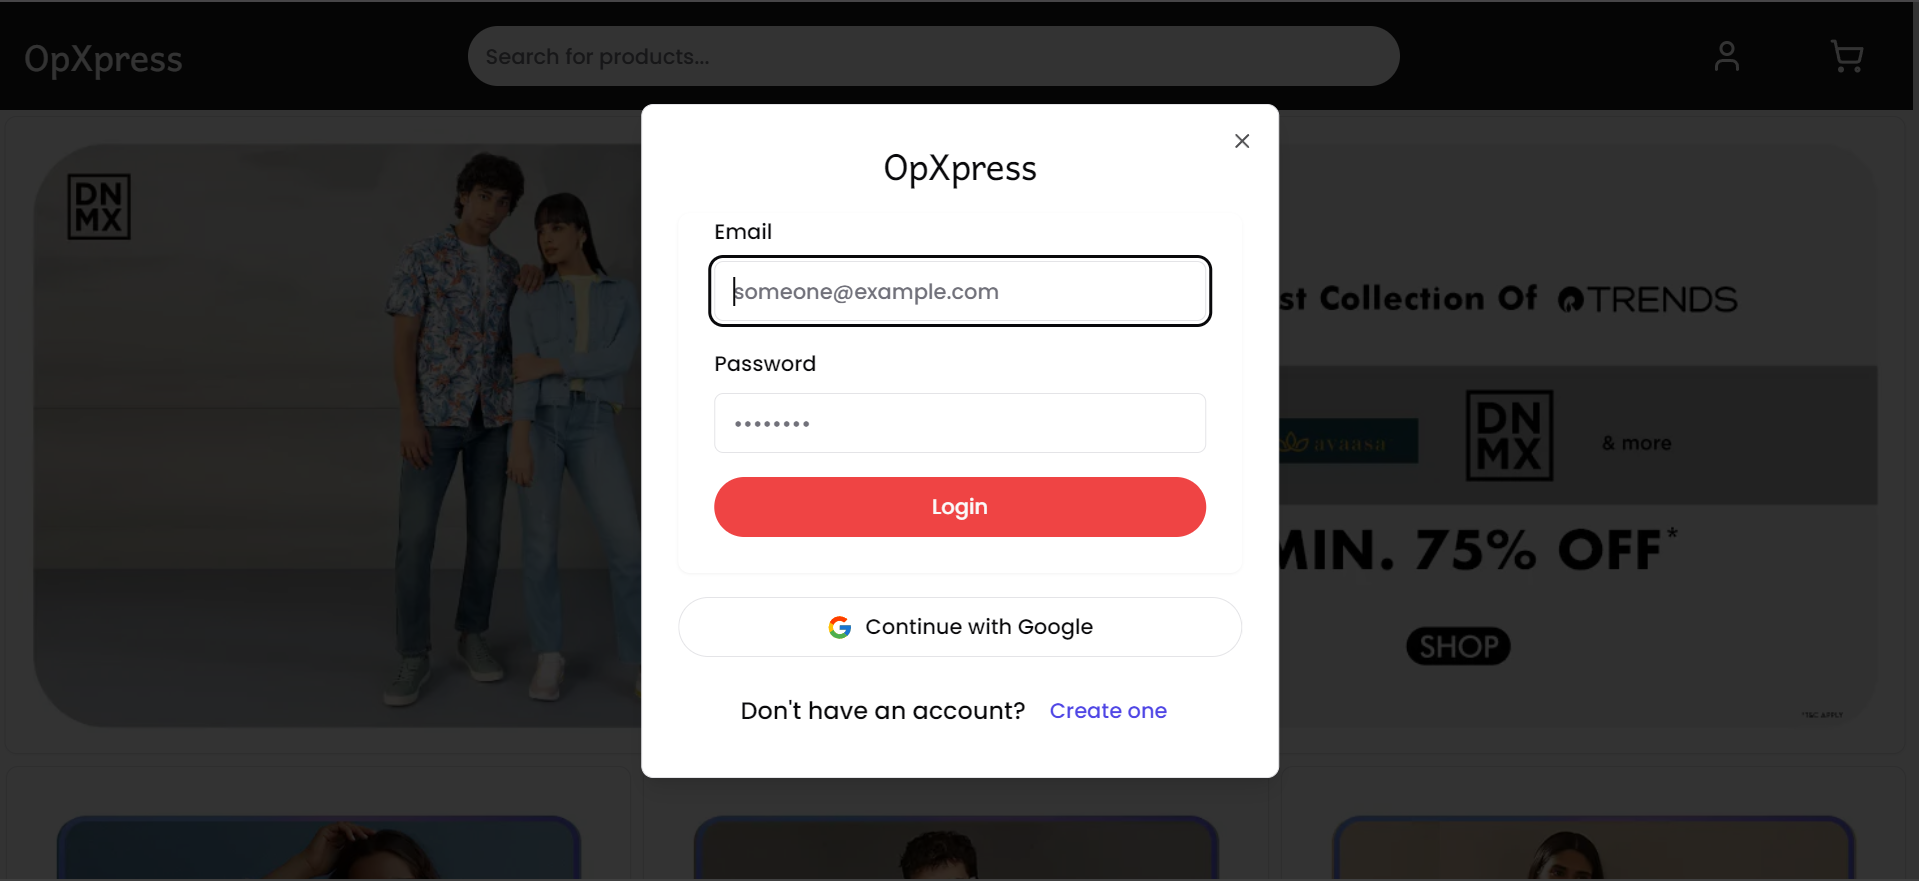 OpXpress
Search for products...
DN
MX
OpXpress
Email
someone@example.com
Password
••••••••
Login
Continue with Google
Don't have an account? Create one
st Collection Of TRENDS
avaasa
DN
MX
& more
MIN. 75% OFF*
SHOP
*T&C APPLY